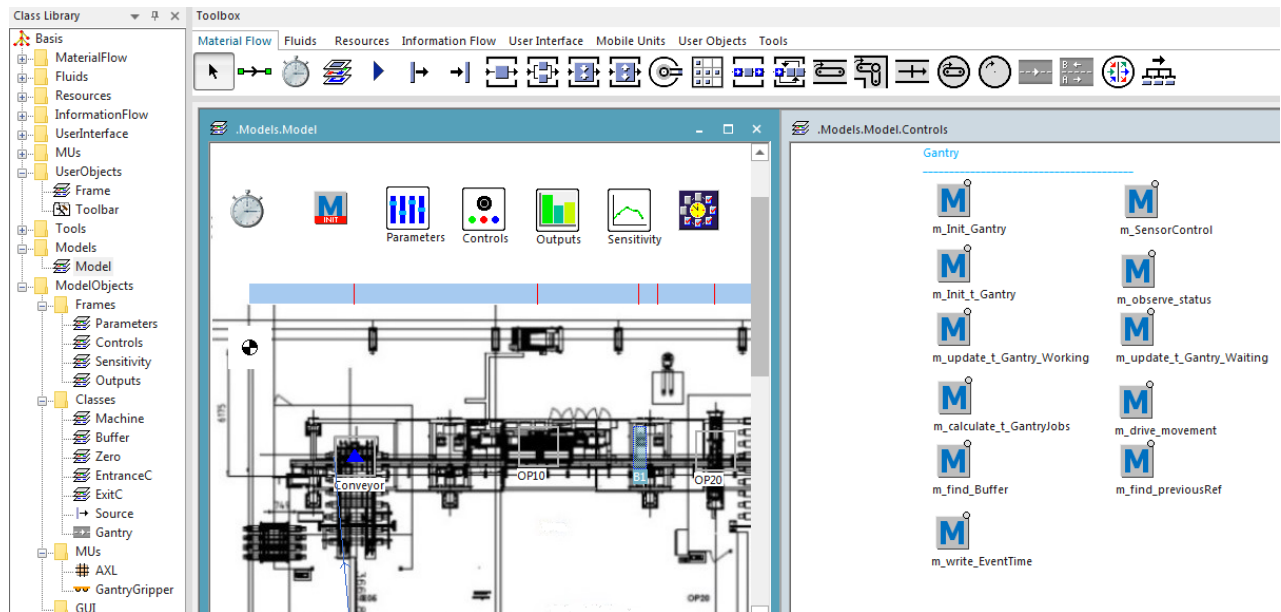 Class Library
Basis
MaterialFlow
Fluids
Resources
InformationFlow
UserInterface
MUs
UserObjects
Frame
Toolbar
Tools
Models
Model
ModelObjects
Frames
Parameters
Controls
Sensitivity
Outputs
Classes
Machine
Buffer
Zero
EntranceC
ExitC
Source
Gantry
MUs
AXL
GantryGripper
GUI
Toolbox
Material Flow Fluids Resources Information Flow User Interface Mobile Units User Objects Tools
B
A
.Models.Model
M
INIT
Parameters Controls Outputs Sensitivity
6175
Conveyor OP10 B1 OP20
OP20
.Models.Model.Controls
Gantry
M M
m_Init_Gantry m_SensorControl
M M
m_Init_t_Gantry m_observe_status
M M
m_update_t_Gantry_Working m_update_t_Gantry_Waiting
M M
m_calculate_t_GantryJobs m_drive_movement
M M
m_find_Buffer m_find_previousRef
M
m_write_EventTime